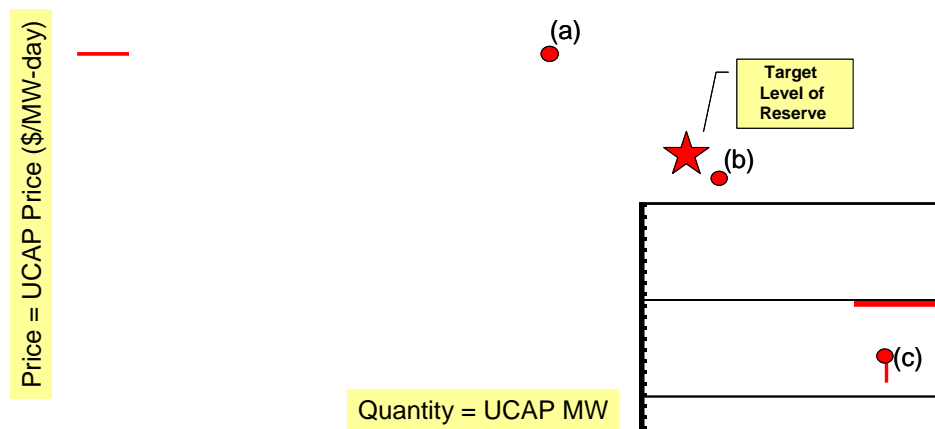 Price = UCAP Price ($/MW-day)
(a)
Target
Level of
Reserve
(b)
(c)
Quantity = UCAP MW